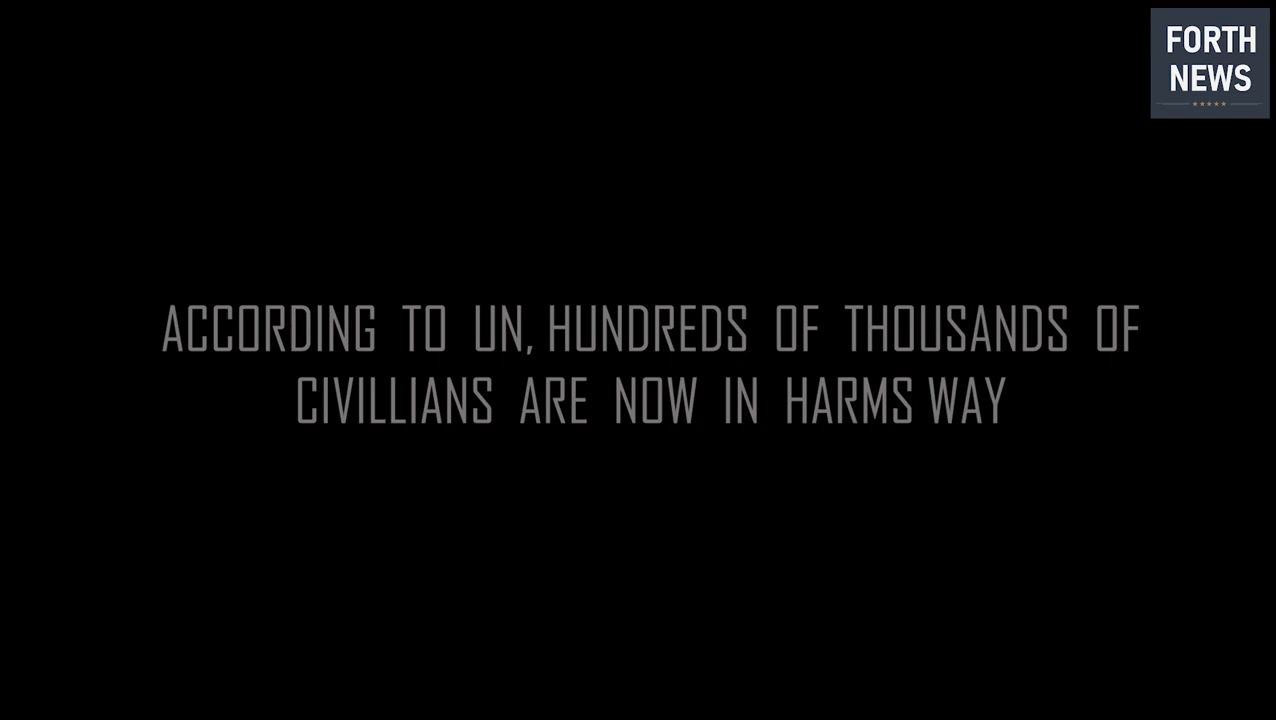 FORTH
NEWS
ACCORDING TO UN, HUNDREDS OF THOUSANDS OF
CIVILLIANS ARE NOW IN HARMS WAY